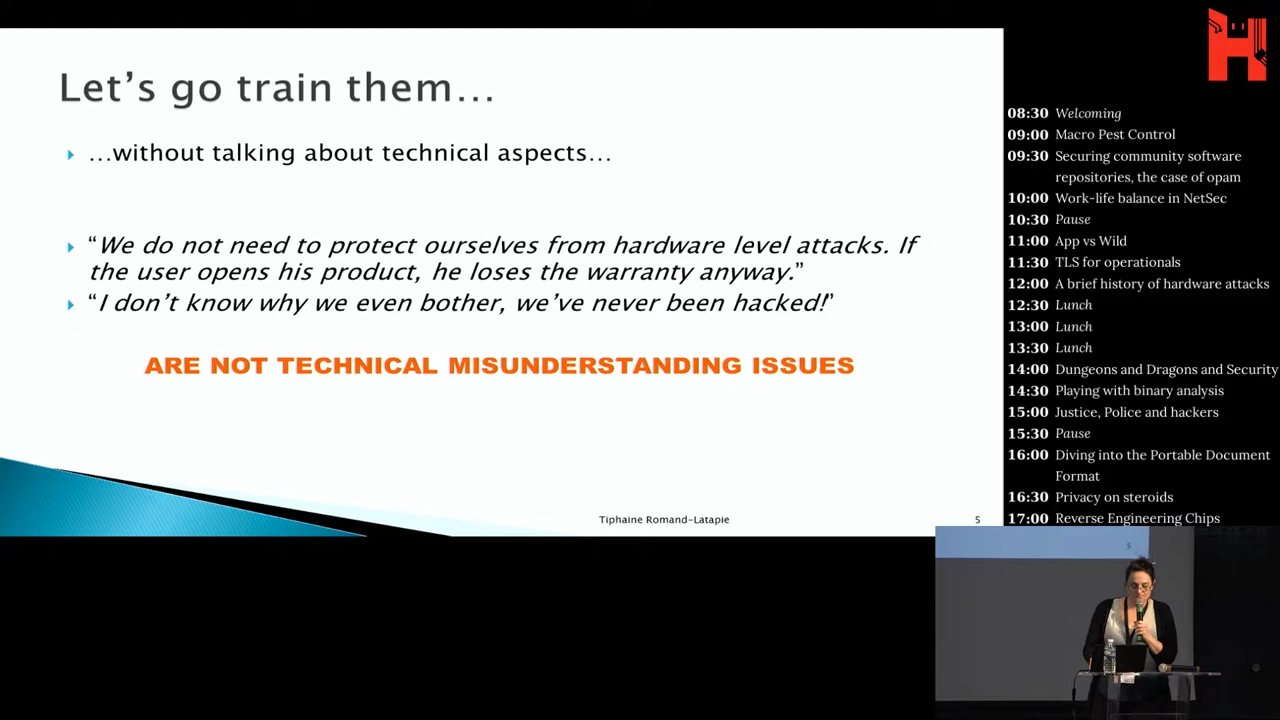 Let's go train them…
…without talking about technical aspects…
"We do not need to protect ourselves from hardware level attacks. If
the user opens his product, he loses the warranty anyway."
"I don't know why we even bother, we've never been hacked!"
ARE NOT TECHNICAL MISUNDERSTANDING ISSUES
Tiphaine Romand-Latapie
5
08:30 Welcoming
09:00 Macro Pest Control
09:30 Securing community software
repositories, the case of opam
10:00 Work-life balance in NetSec
10:30 Pause
11:00 App vs Wild
11:30 TLS for operationals
12:00 A brief history of hardware attacks
12:30 Lunch
13:00 Lunch
13:30 Lunch
14:00 Dungeons and Dragons and Security
14:30 Playing with binary analysis
15:00 Justice, Police and hackers
15:30 Pause
16:00 Diving into the Portable Document
Format
16:30 Privacy on steroids
17:00 Reverse Engineering Chips
5